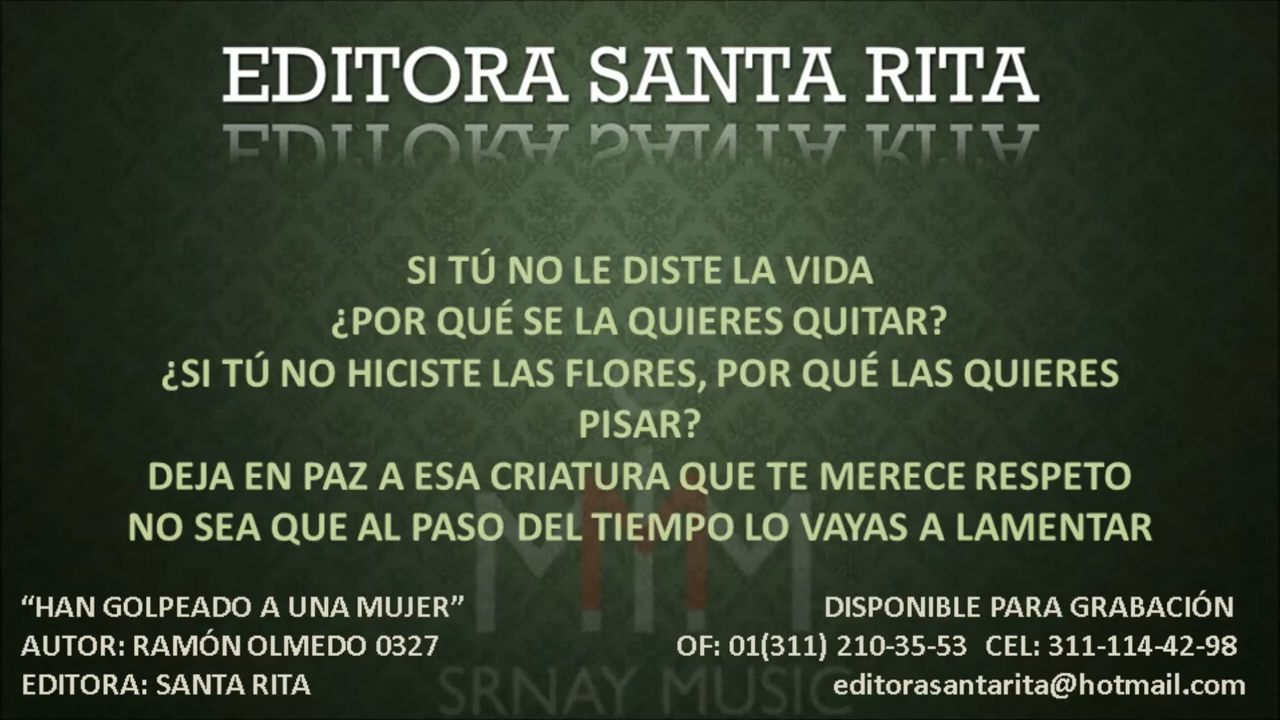 EDITORA SANTA RITA
SI TÚ NO LE DISTE LA VIDA
¿POR QUÉ SE LA QUIERES QUITAR?
¿SI TÚ NO HICISTE LAS FLORES, POR QUÉ LAS QUIERES
PISAR?
DEJA EN PAZ A ESA CRIATURA QUE TE MERECE RESPETO
NO SEA QUE AL PASO DEL TIEMPO LO VAYAS A LAMENTAR
“HAN GOLPEADO A UNA MUJER”
AUTOR: RAMÓN OLMEDO 0327
EDITORA: SANTA RITA
DISPONIBLE PARA GRABACIÓN
OF: 01(311) 210-35-53 CEL: 311-114-42-98
editorasantarita@hotmail.com
SRNAY MUSIC